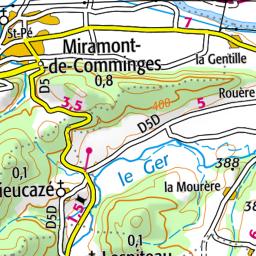 St-Pé
7
Miramont-
de-Comminges
la Gentille
0,8
D5
3,5
400
5
Rouère
D5D
le Ger
388
la Mourère
0,1
ieucazé
D5D
1,5
0,1
Lespiteau